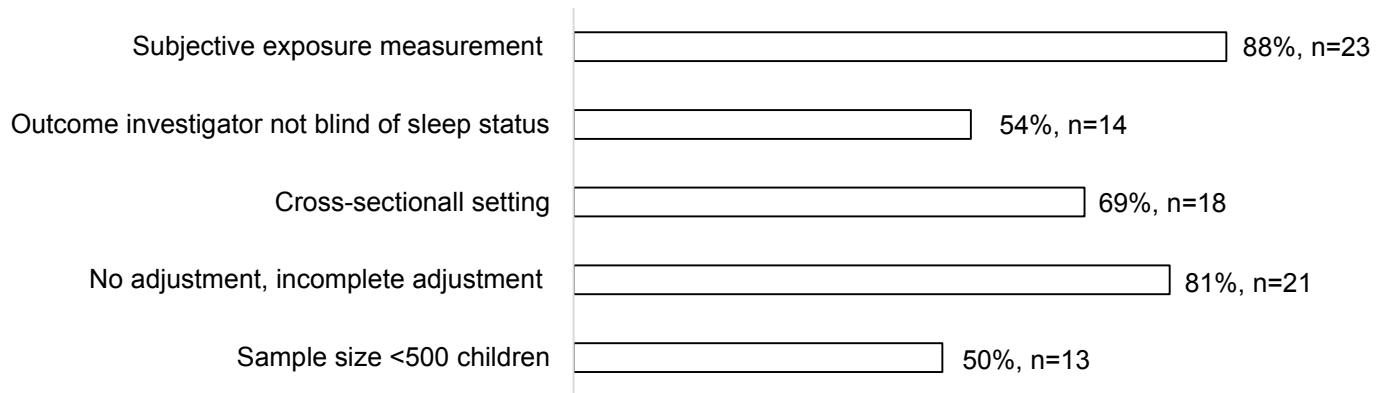 Subjective exposure measurement 88%, n=23
Outcome investigator not blind of sleep status 54%, n=14
Cross-sectionall setting 69%, n=18
No adjustment, incomplete adjustment 81%, n=21
Sample size <500 children 50%, n=13